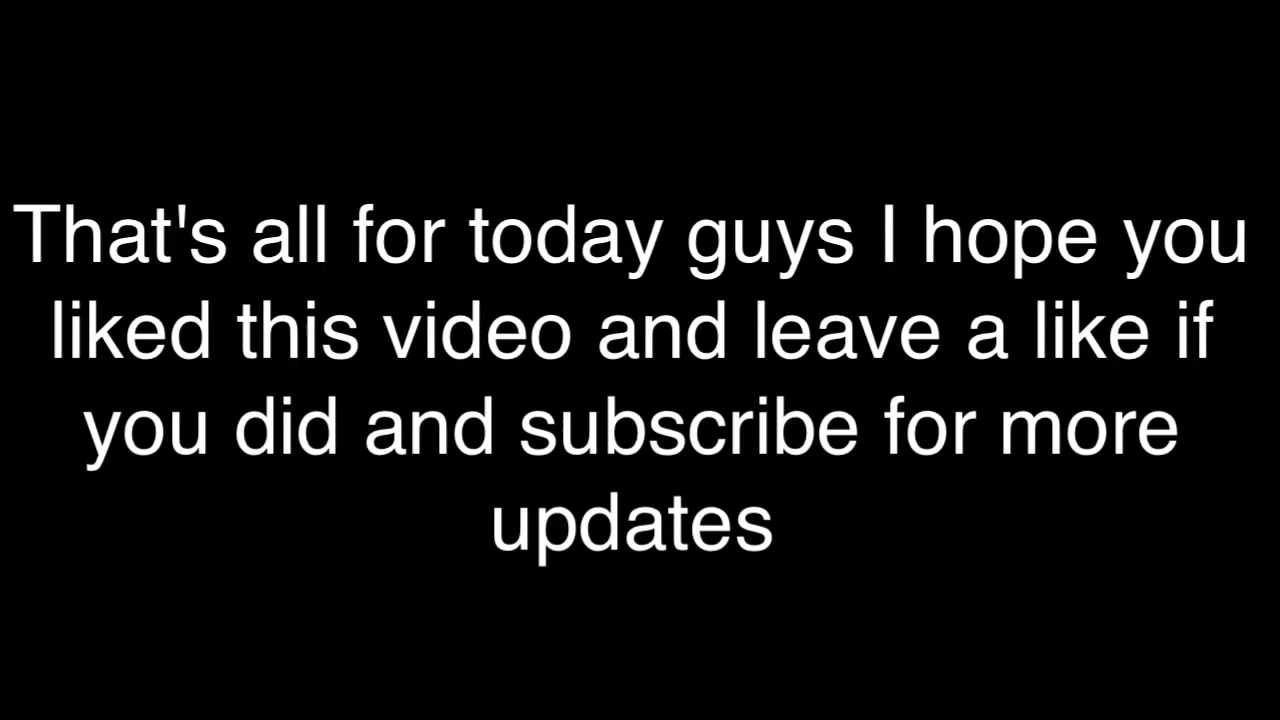 That's all for today guys I hope you
liked this video and leave a like if
you did and subscribe for more
updates